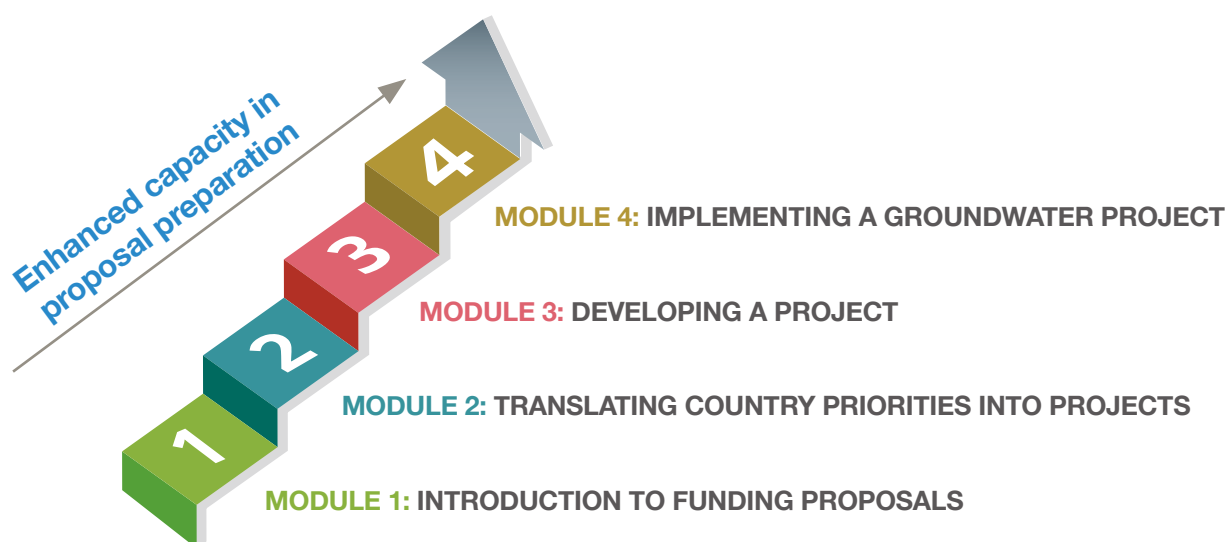 Enhanced capacity in
proposal preparation
4
MODULE 4: IMPLEMENTING A GROUNDWATER PROJECT
3
MODULE 3: DEVELOPING A PROJECT
2
MODULE 2: TRANSLATING COUNTRY PRIORITIES INTO PROJECTS
1
MODULE 1: INTRODUCTION TO FUNDING PROPOSALS